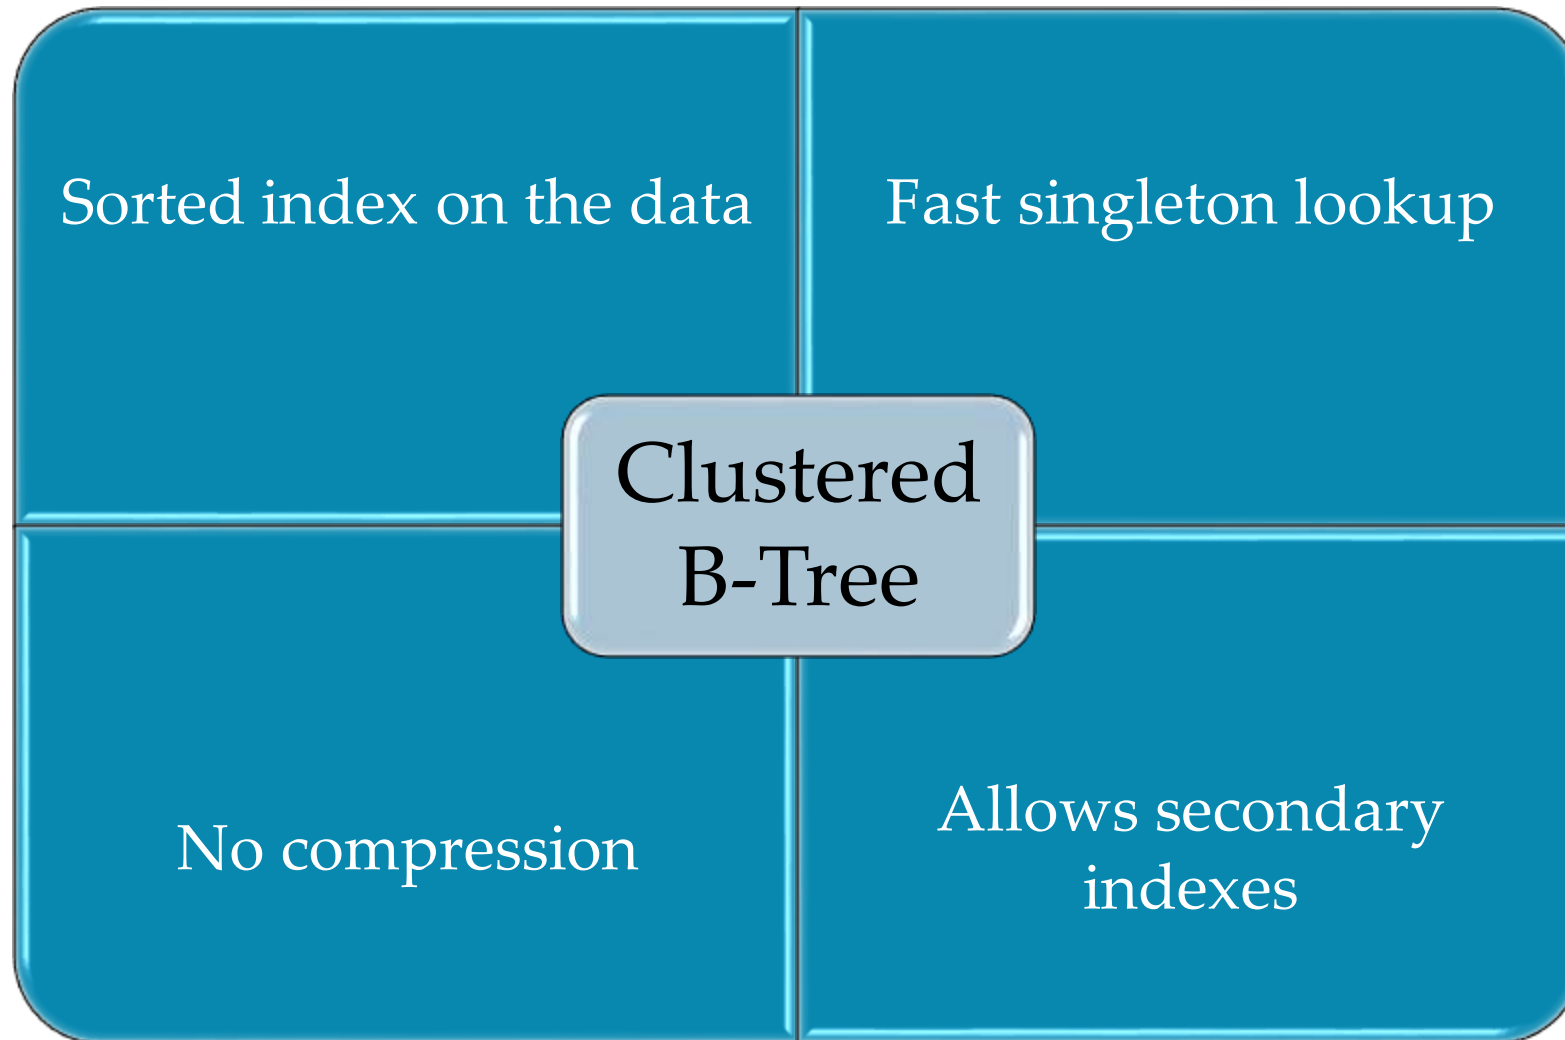 Sorted index on the data
Fast singleton lookup
Clustered
B-Tree
No compression
Allows secondary
indexes